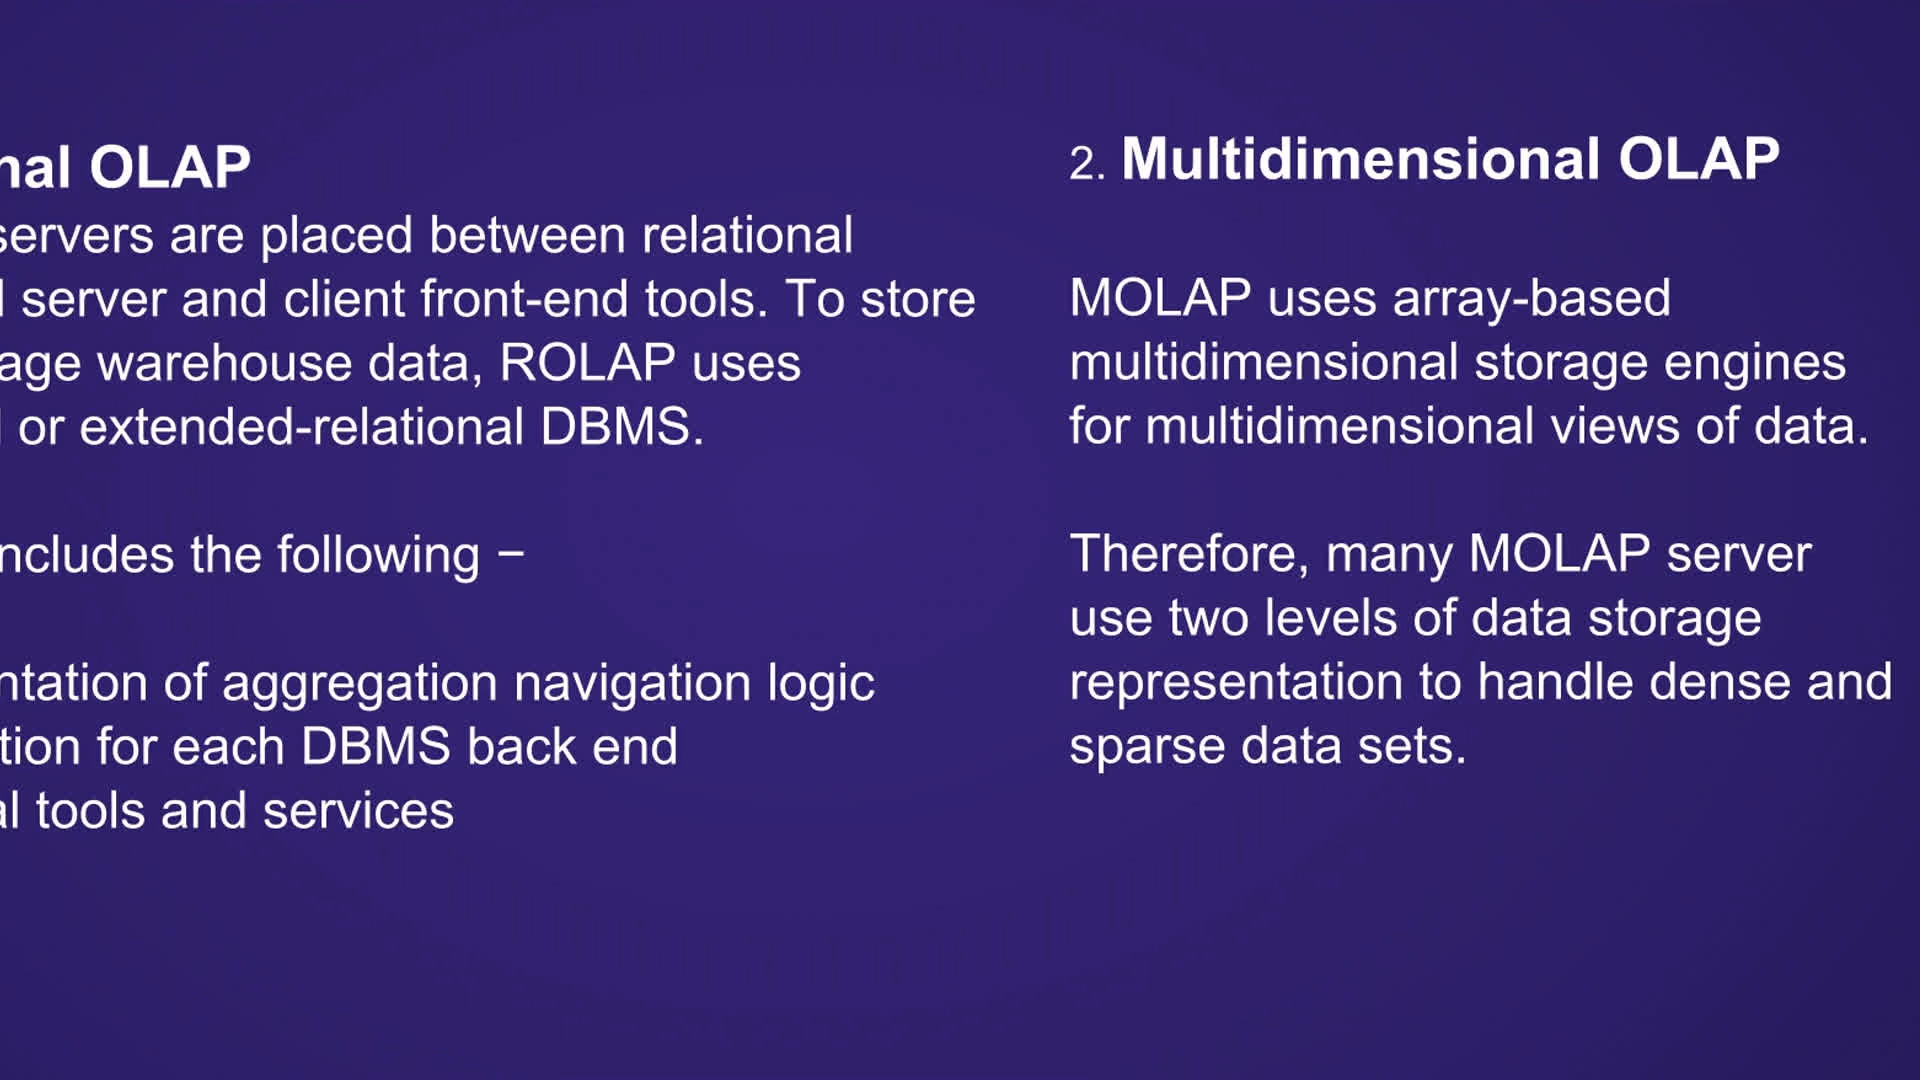 nal OLAP
servers are placed between relational
server and client front-end tools. To store
age warehouse data, ROLAP uses
or extended-relational DBMS.
ncludes the following −
ntation of aggregation navigation logic
tion for each DBMS back end
al tools and services
2. Multidimensional OLAP
MOLAP uses array-based
multidimensional storage engines
for multidimensional views of data.
Therefore, many MOLAP server
use two levels of data storage
representation to handle dense and
sparse data sets.